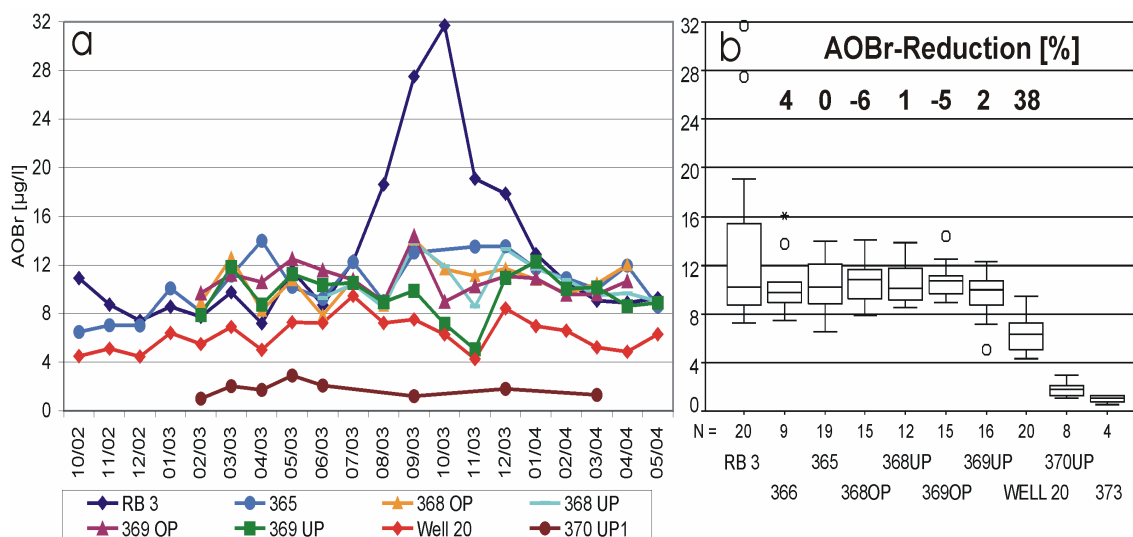 a
AOBr [µg/l]
32
28
24
20
16
12
8
4
0
10/02
11/02
12/02
01/03
02/03
03/03
04/03
05/03
06/03
07/03
08/03
09/03
10/03
11/03
12/03
01/04
02/04
03/04
04/04
05/04
RB 3
365
368 OP
368 UP
369 OP
369 UP
Well 20
370 UP1
b
AOBr-Reduction [%]
4 0 -6 1 -5 2 38
32
28
24
20
16
12
8
4
0
N = 20 9 19 15 12 15 16 20 8 4
RB 3 365 368UP 369UP 370UP
366 368OP 369OP WELL 20 373